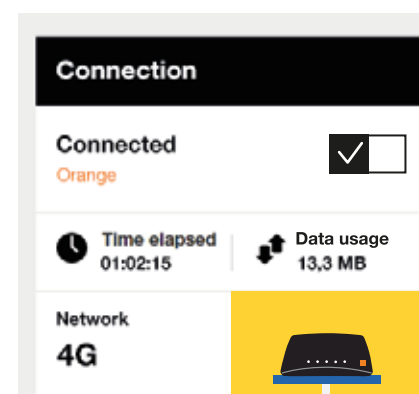 Connection
Connected
Orange
Time elapsed
01:02:15
Data usage
13,3 MB
Network
4G